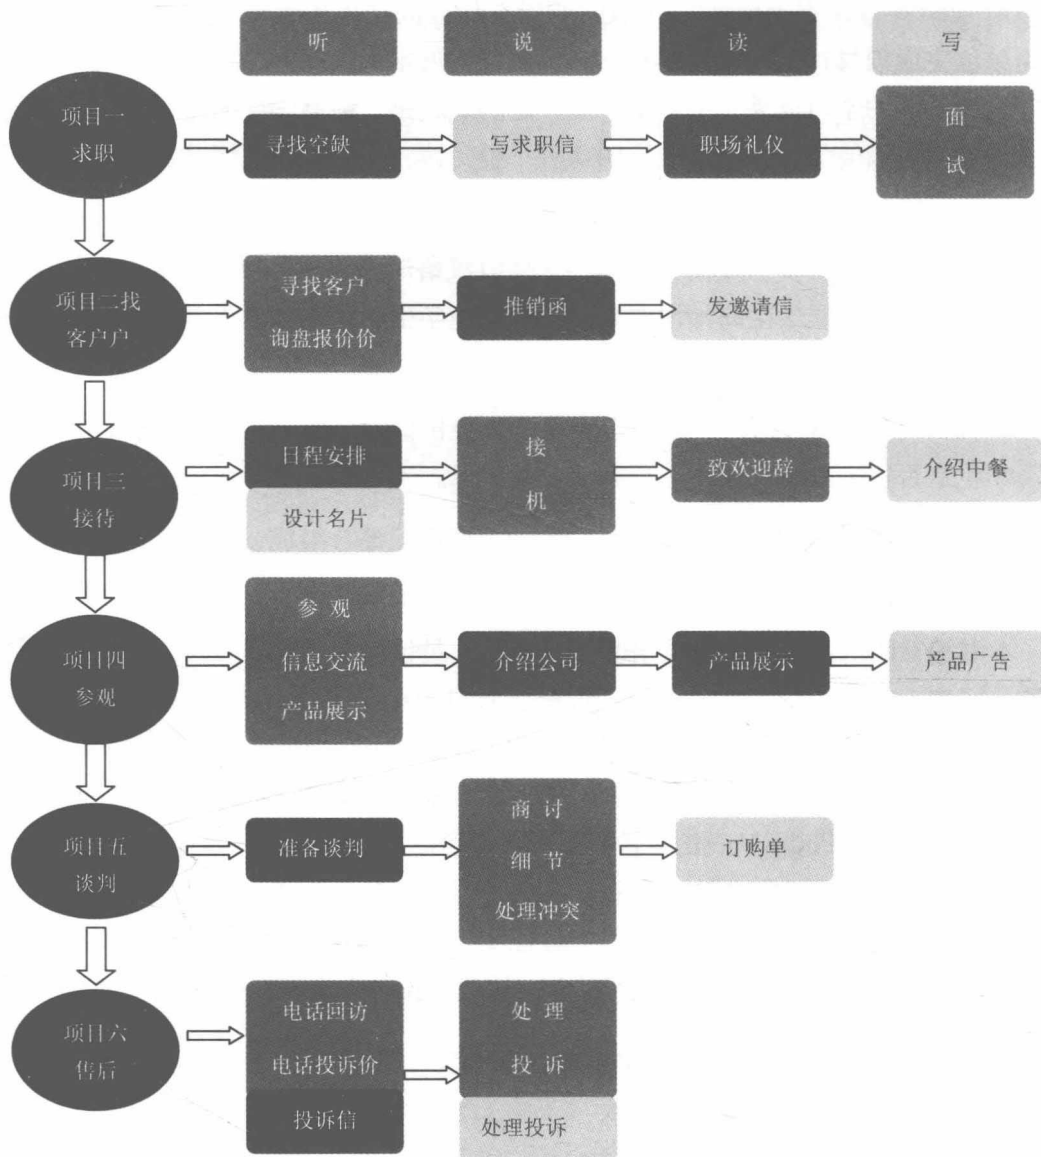 听
说
读
写
项目一
求职
寻找空缺
写求职信
职场礼仪
面
试
项目二找
客户户
寻找客户
询盘报价价
推销函
发邀请信
项目三
接待
日程安排
设计名片
接
机
致欢迎辞
介绍中餐
项目四
参观
参 观
信息交流
产品展示
介绍公司
产品展示
产品广告
项目五
谈判
准备谈判
商 讨
细 节
处理冲突
订购单
项目六
售后
电话回访
电话投诉价
投诉信
处 理
投 诉
处理投诉